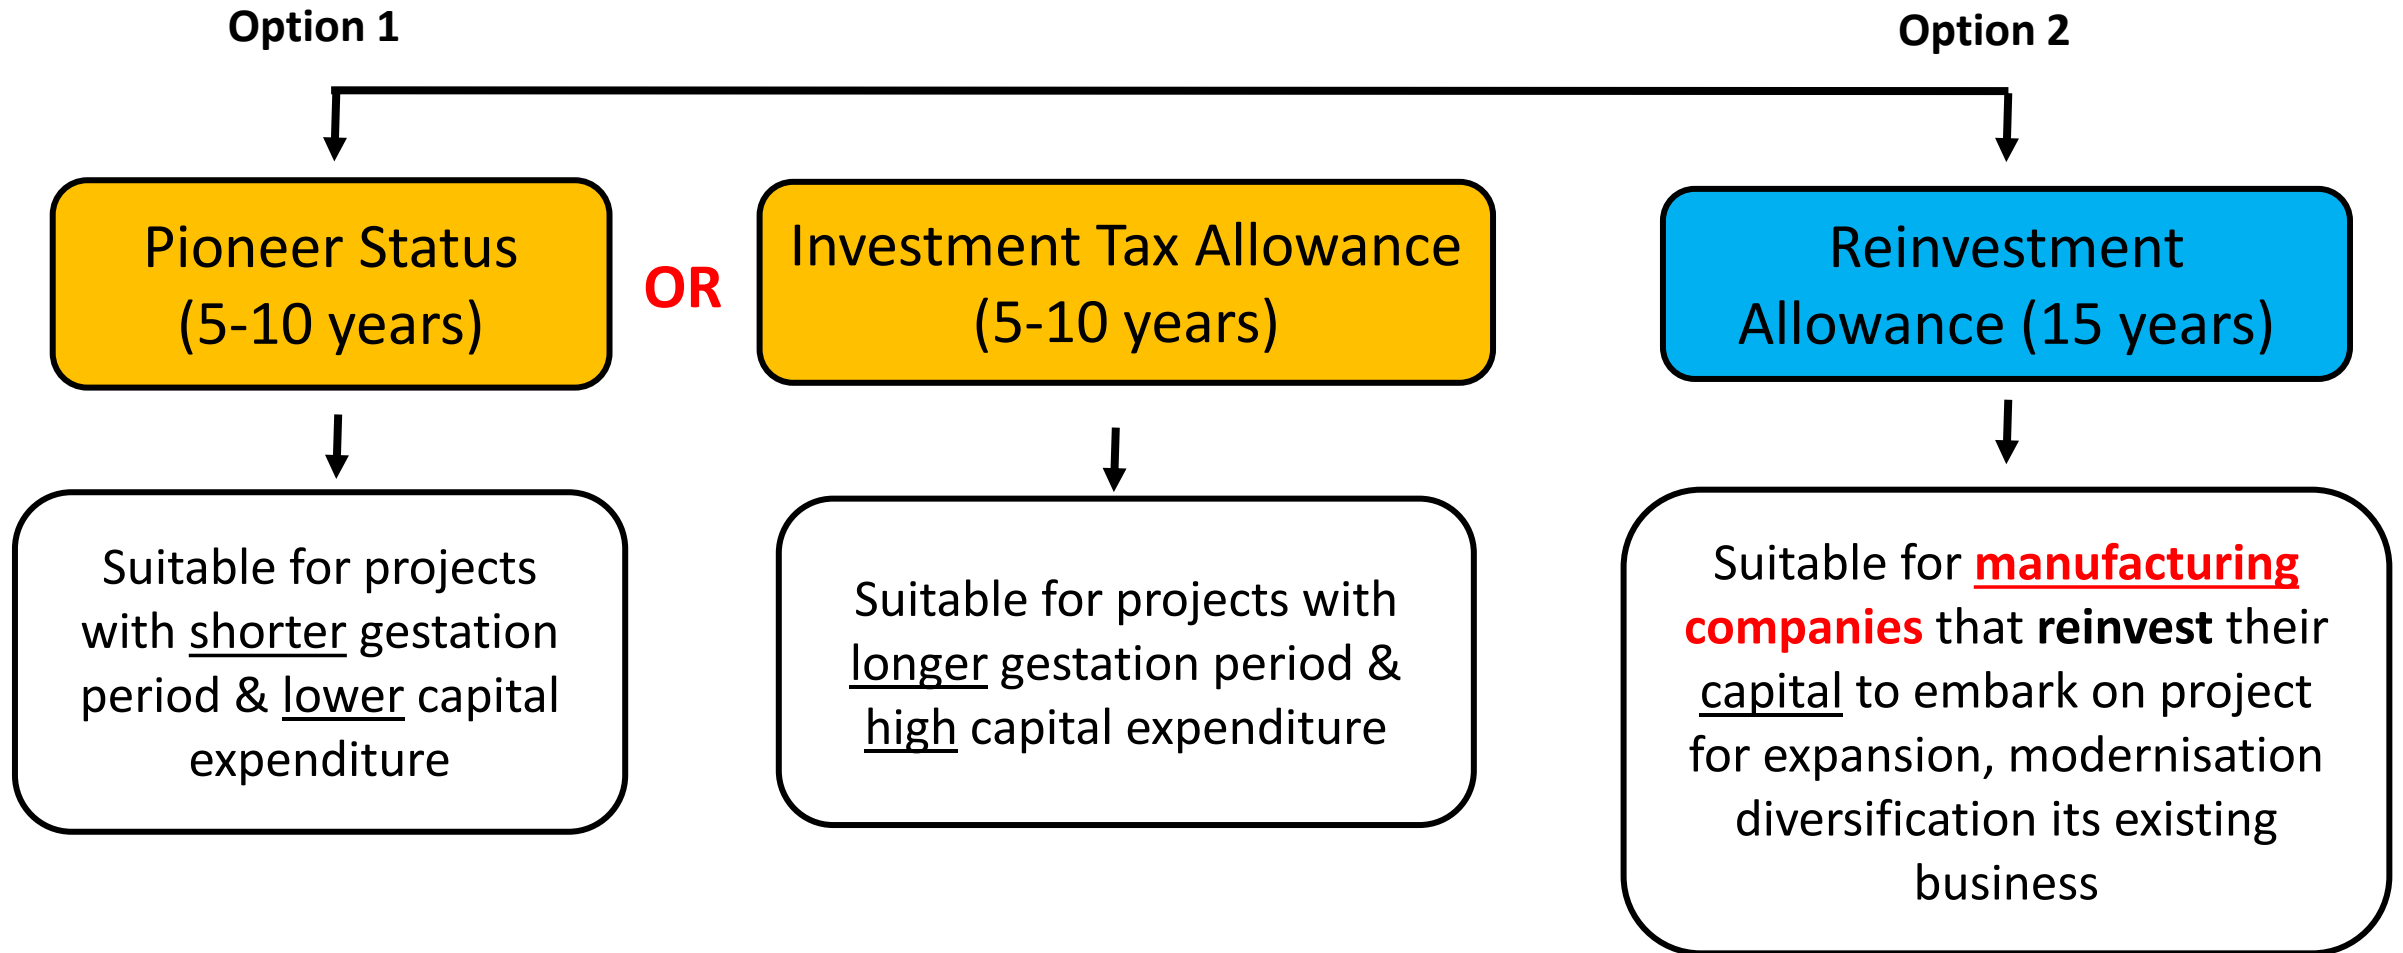 Option 1
Option 2
Pioneer Status
(5-10 years)
OR
Investment Tax Allowance
(5-10 years)
Reinvestment
Allowance (15 years)
Suitable for projects
with shorter gestation
period & lower capital
expenditure
Suitable for projects with
longer gestation period &
high capital expenditure
Suitable for manufacturing
companies that reinvest their
capital to embark on project
for expansion, modernisation
diversification its existing
business